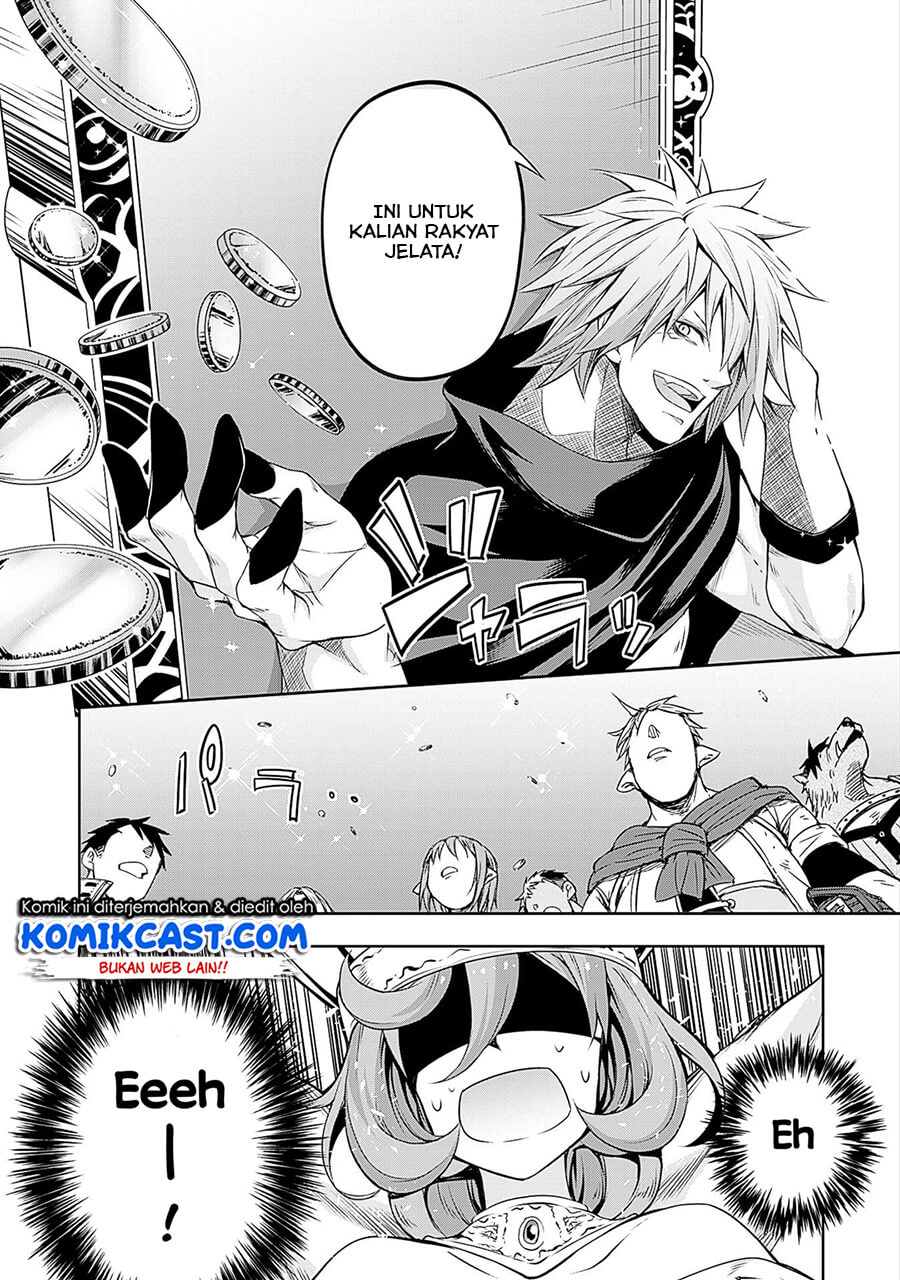 INI UNTUK
KALIAN RAKYAT
JELATA!
ジャラッ
パラ
Komik ini diterjemahkan & diedit oleh
KOMIKCAST.COM
BUKAN WEB LAIN!!
Eh
Eeeh
ー
!